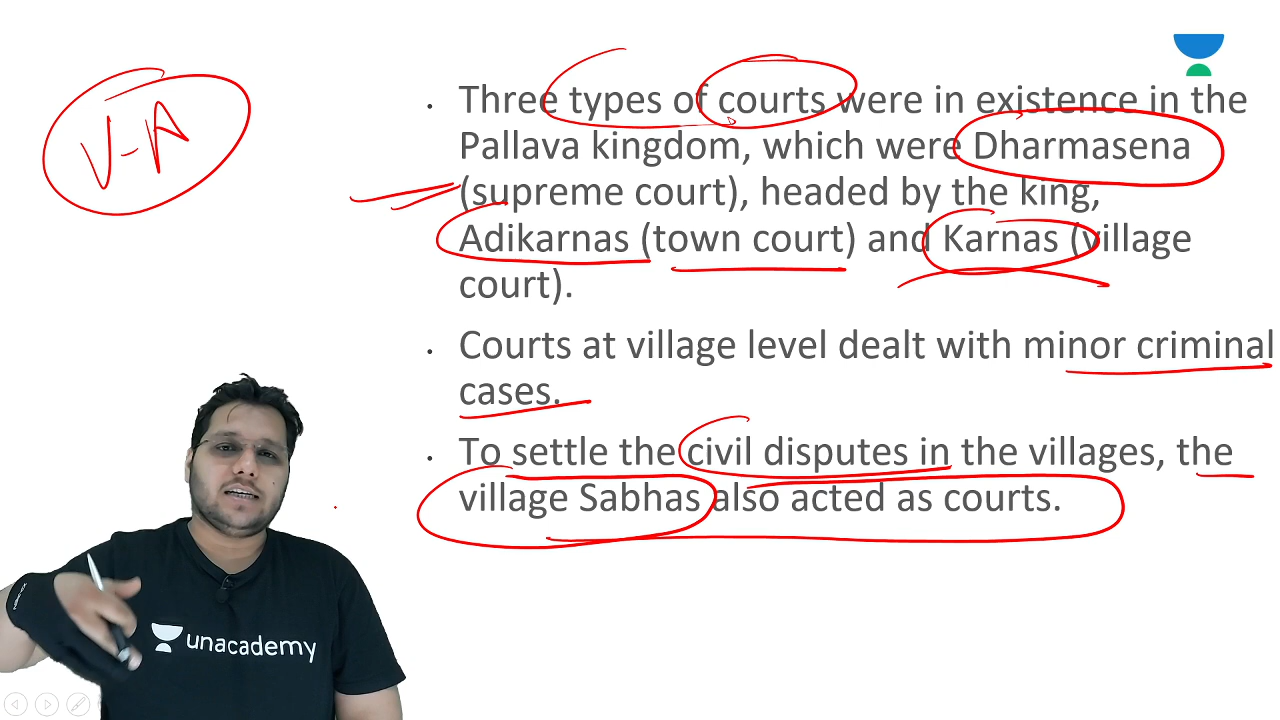 V-A
• Three types of courts were in existence in the
Pallava kingdom, which were Dharmasena
(supreme court), headed by the king,
Adikarnas (town court) and Karnas (village
court).
• Courts at village level dealt with minor criminal
cases.
• To settle the civil disputes in the villages, the
village Sabhas also acted as courts.
unacademy